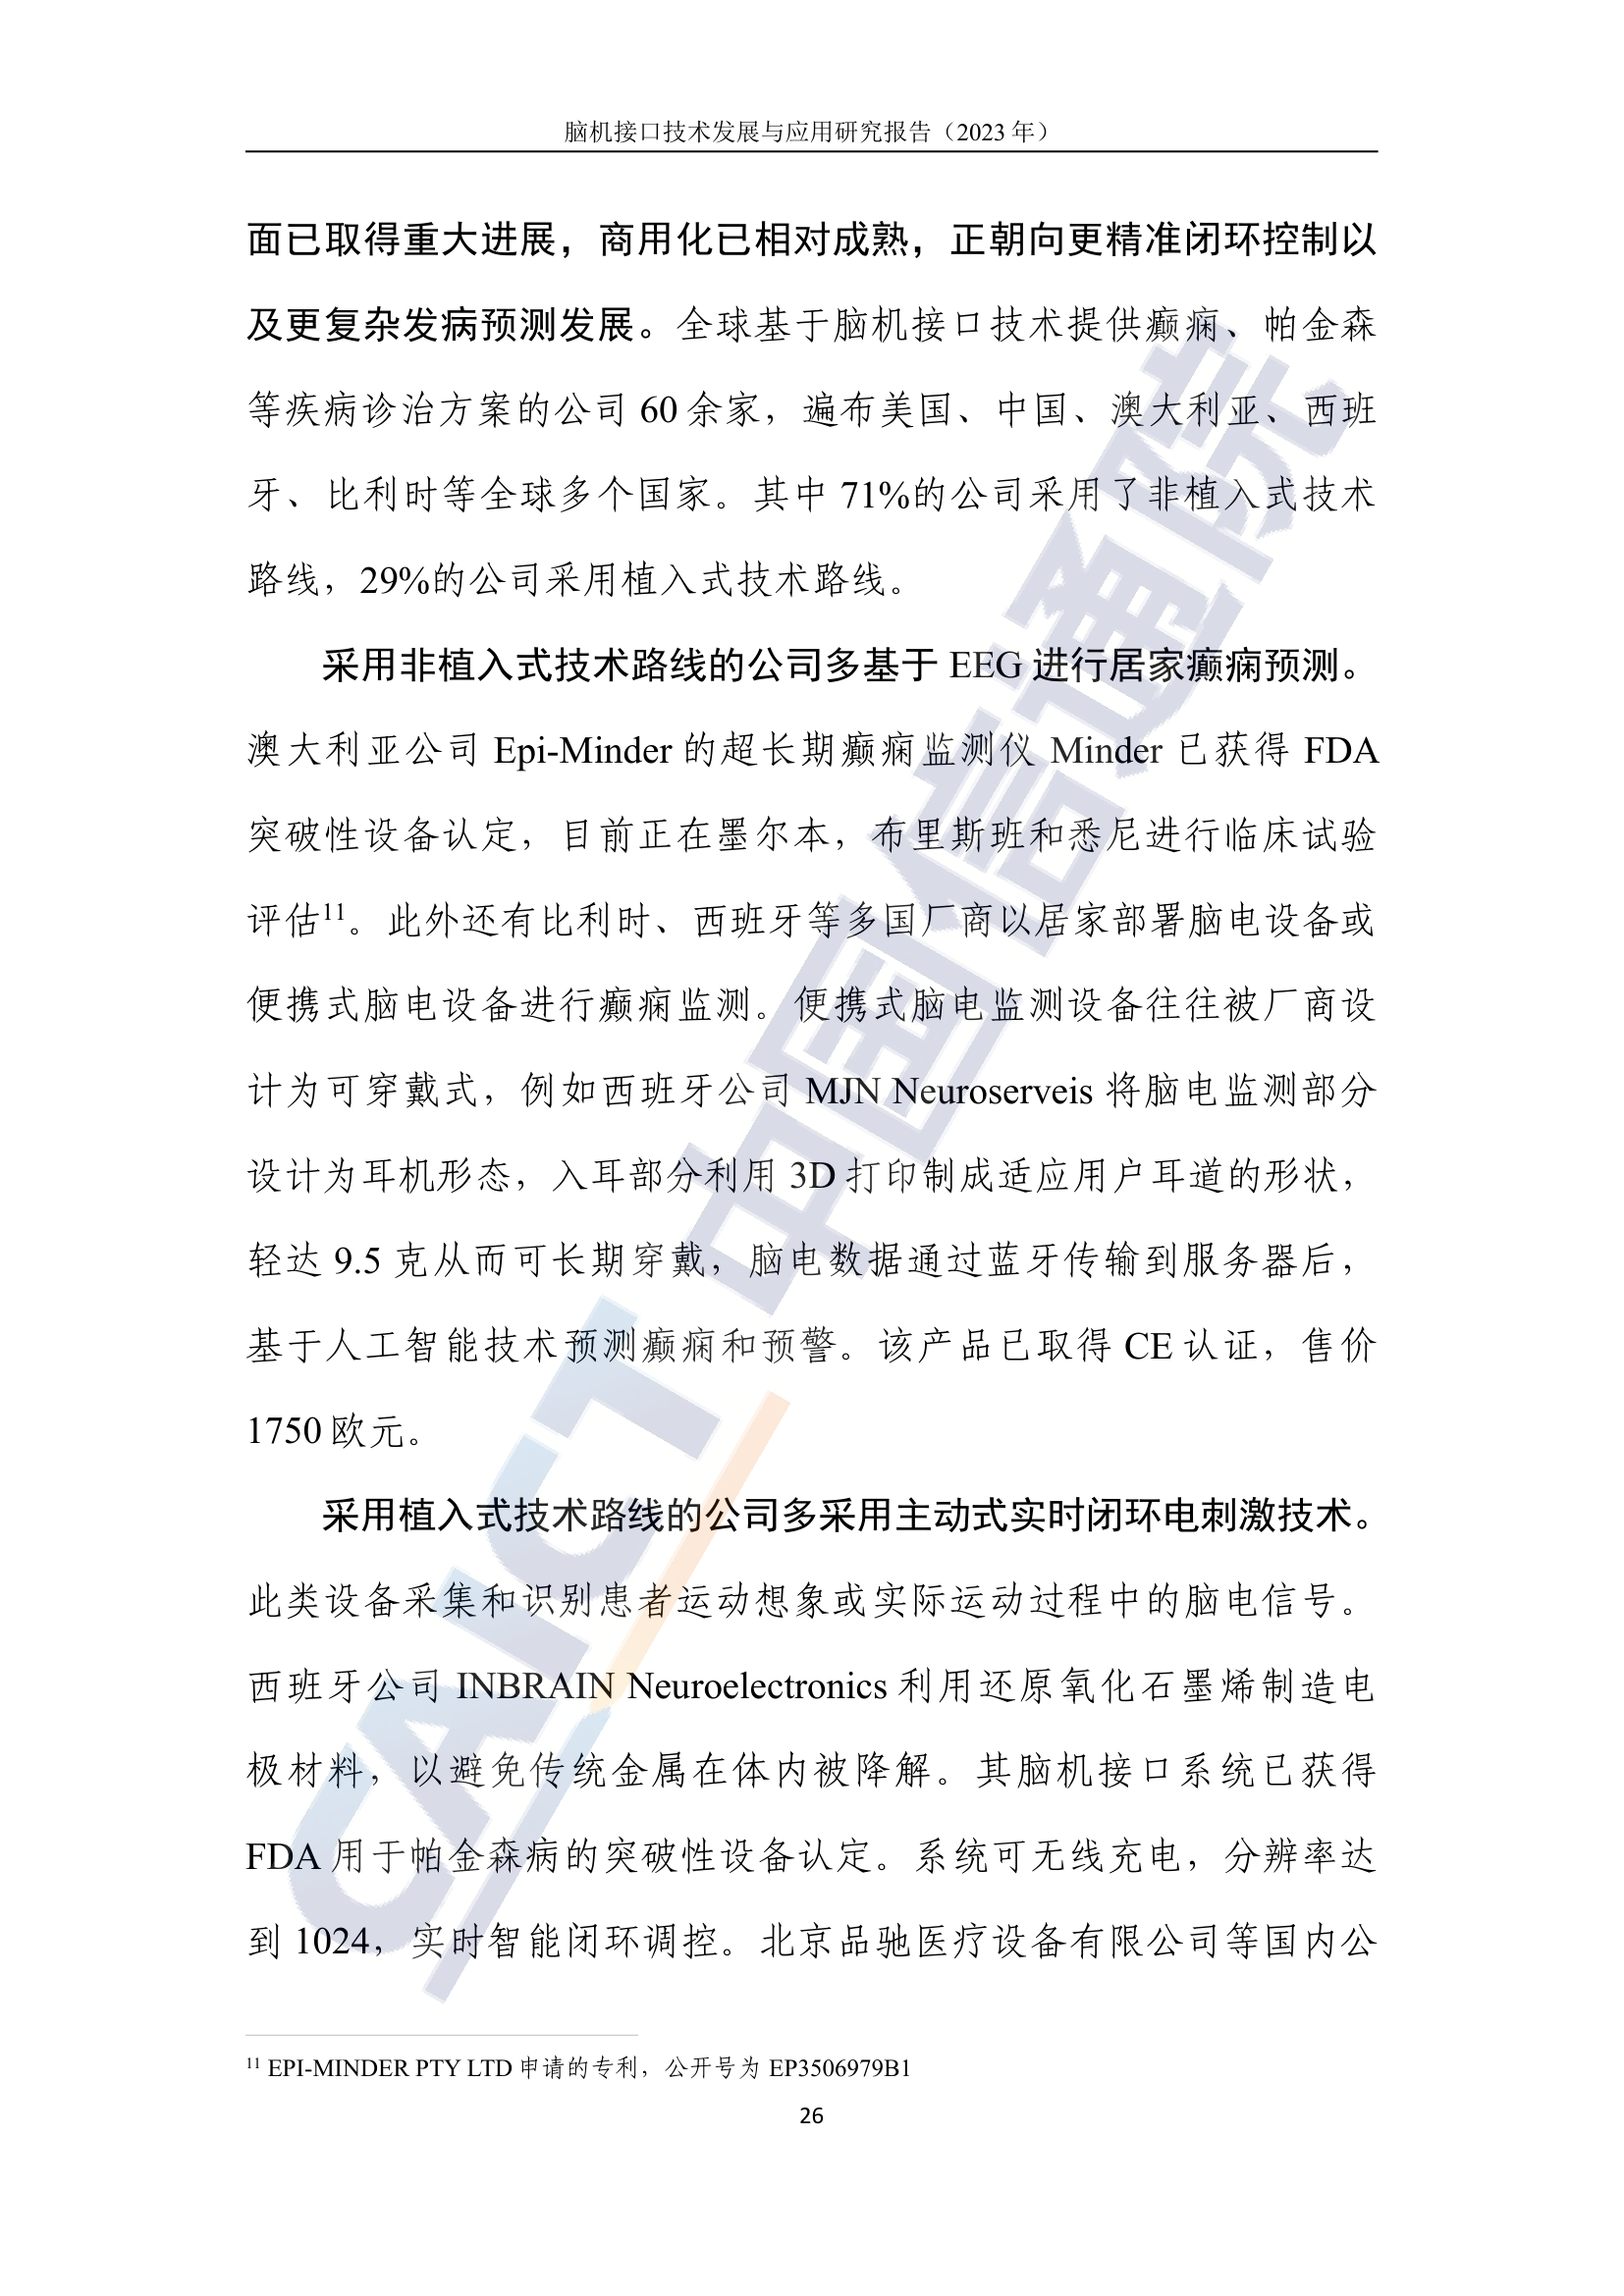 脑机接口技术发展与应用研究报告（2023 年）
面已取得重大进展，商用化已相对成熟，正朝向更精准闭环控制以
及更复杂发病预测发展。全球基于脑机接口技术提供癫痫、帕金森
等疾病诊治方案的公司 60 余家，遍布美国、中国、澳大利亚、西班
牙、比利时等全球多个国家。其中 71%的公司采用了非植入式技术
路线，29%的公司采用植入式技术路线。
采用非植入式技术路线的公司多基于 EEG 进行居家癫痫预测。
澳大利亚公司 Epi-Minder 的超长期癫痫监测仪 Minder 已获得 FDA
突破性设备认定，目前正在墨尔本，布里斯班和悉尼进行临床试验
评估¹¹。此外还有比利时、西班牙等多国厂商以居家部署脑电设备或
便携式脑电设备进行癫痫监测。便携式脑电监测设备往往被厂商设
计为可穿戴式，例如西班牙公司 MJN Neuroserveis 将脑电监测部分
设计为耳机形态，入耳部分利用 3D 打印制成适应用户耳道的形状，
轻达 9.5 克从而可长期穿戴，脑电数据通过蓝牙传输到服务器后，
基于人工智能技术预测癫痫和预警。该产品已取得 CE 认证，售价
1750 欧元。
采用植入式技术路线的公司多采用主动式实时闭环电刺激技术。
此类设备采集和识别患者运动想象或实际运动过程中的脑电信号。
西班牙公司 INBRAIN Neuroelectronics 利用还原氧化石墨烯制造电
极材料，以避免传统金属在体内被降解。其脑机接口系统已获得
FDA 用于帕金森病的突破性设备认定。系统可无线充电，分辨率达
到 1024，实时智能闭环调控。北京品驰医疗设备有限公司等国内公
¹¹ EPI-MINDER PTY LTD 申请的专利，公开号为 EP3506979B1
26
CAICT 中国信通院